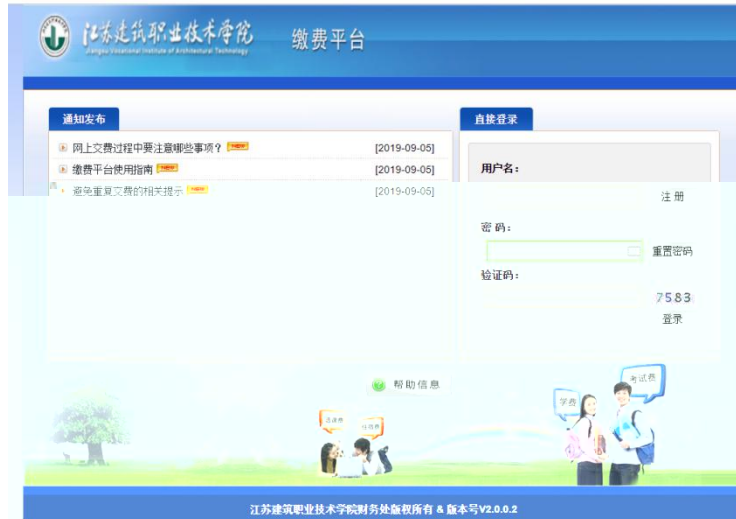 江苏建筑职业技术学院
Jiangsu Vocational Institute of Architectural Technology
缴费平台
通知发布
网上交费过程中要注意哪些事项？ NEW
[2019-09-05]
缴费平台使用指南 NEW
[2019-09-05]
避免重复交费的相关提示 NEW
[2019-09-05]
直接登录
用户名：
注 册
密 码：
重置密码
验证码：
7583
登录
帮助信息
学费
考试费
江苏建筑职业技术学院财务处版权所有 & 版本号V2.0.0.2